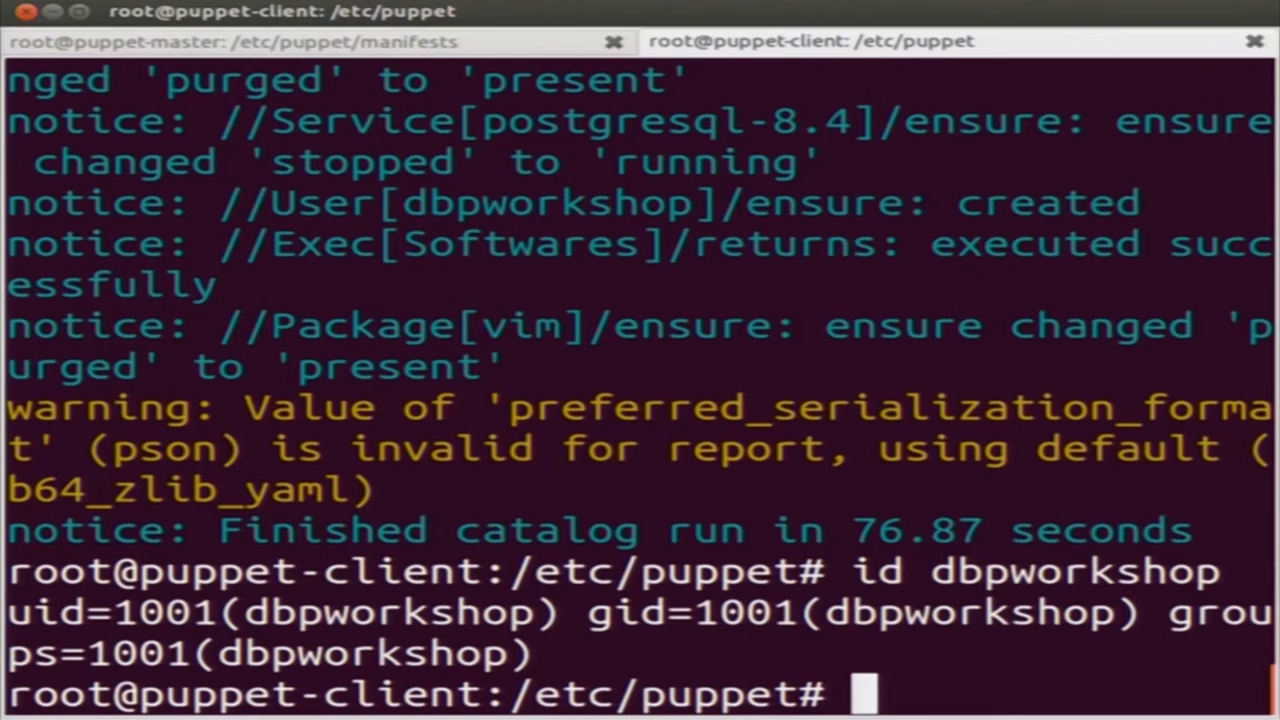 root@puppet-client: /etc/puppet
root@puppet-master: /etc/puppet/manifests
root@puppet-client: /etc/puppet
nged 'purged' to 'present'
notice: //Service[postgresql-8.4]/ensure: ensure
 changed 'stopped' to 'running'
notice: //User[dbpworkshop]/ensure: created
notice: //Exec[Softwares]/returns: executed succ
essfully
notice: //Package[vim]/ensure: ensure changed 'p
urged' to 'present'
warning: Value of 'preferred_serialization_forma
t' (pson) is invalid for report, using default (
b64_zlib_yaml)
notice: Finished catalog run in 76.87 seconds
root@puppet-client:/etc/puppet# id dbpworkshop
uid=1001(dbpworkshop) gid=1001(dbpworkshop) grou
ps=1001(dbpworkshop)
root@puppet-client:/etc/puppet#